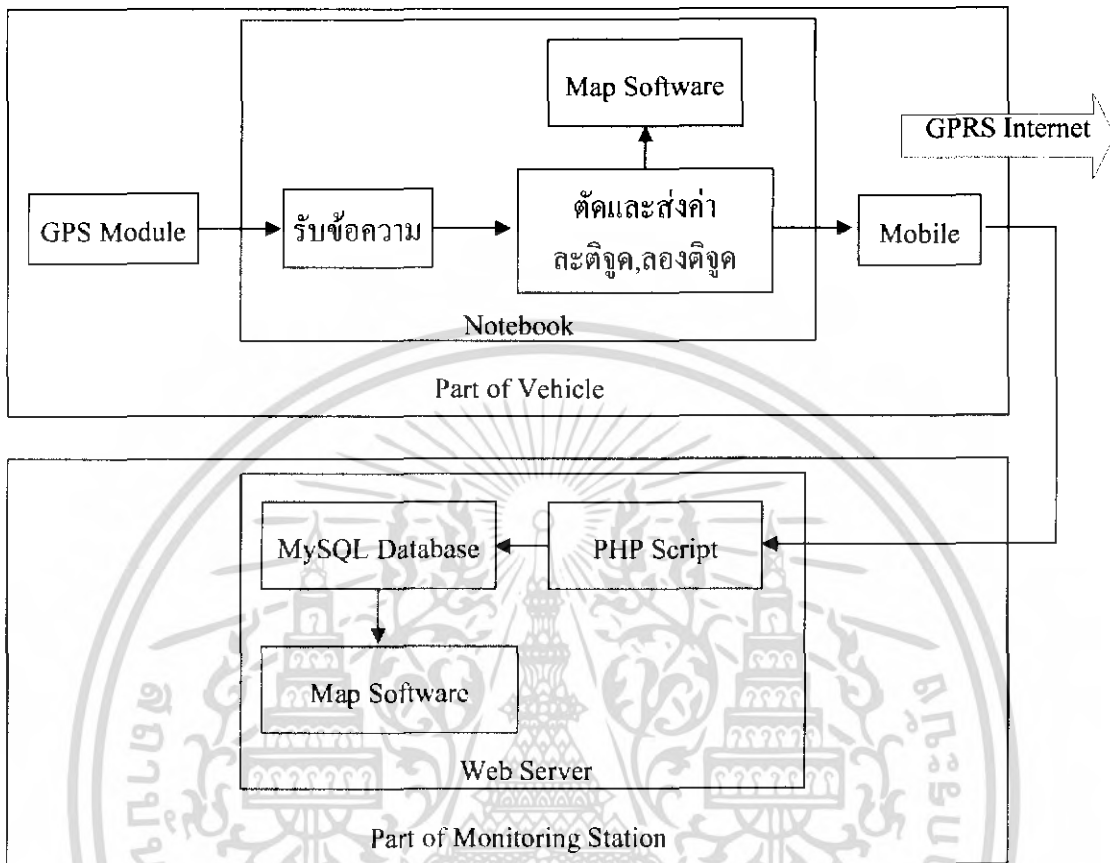 Map Software
GPRS Internet
GPS Module
รับข้อความ
ตัดและส่งค่า
ละติจูด,ลองติจูด
Mobile
Notebook
Part of Vehicle
MySQL Database
PHP Script
Map Software
Web Server
Part of Monitoring Station